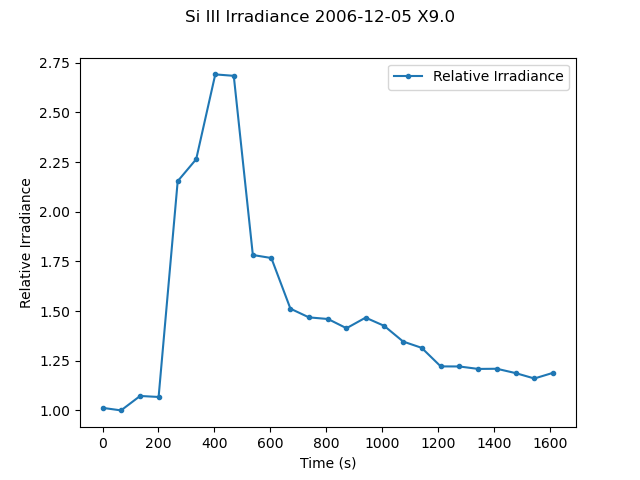 Si III Irradiance 2006-12-05 X9.0
Relative Irradiance
Relative Irradiance
2.75
2.50
2.25
2.00
1.75
1.50
1.25
1.00
0 200 400 600 800 1000 1200 1400 1600
Time (s)